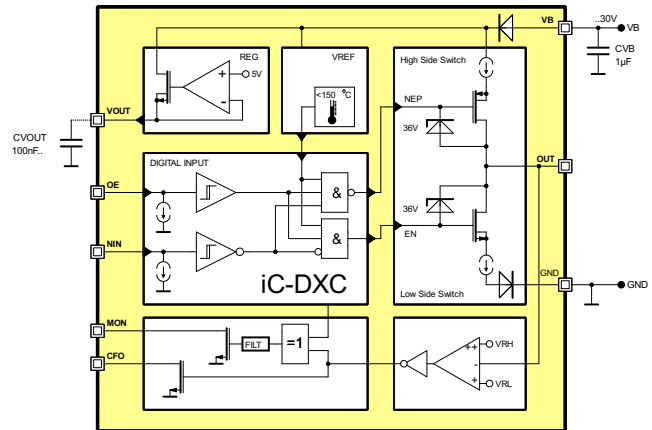 VB
..30V
VB
REG
VREF
High Side Switch
CVB
1µF
+
5V
-
<150 °C
NEP
VOUT
36V
CVOUT
100nF..
DIGITAL INPUT
OUT
OE
&
36V
NIN
&
EN
iC-DXC
GND
GND
Low Side Switch
MON
FILT
=1
++
VRH
CFO
-
+
VRL